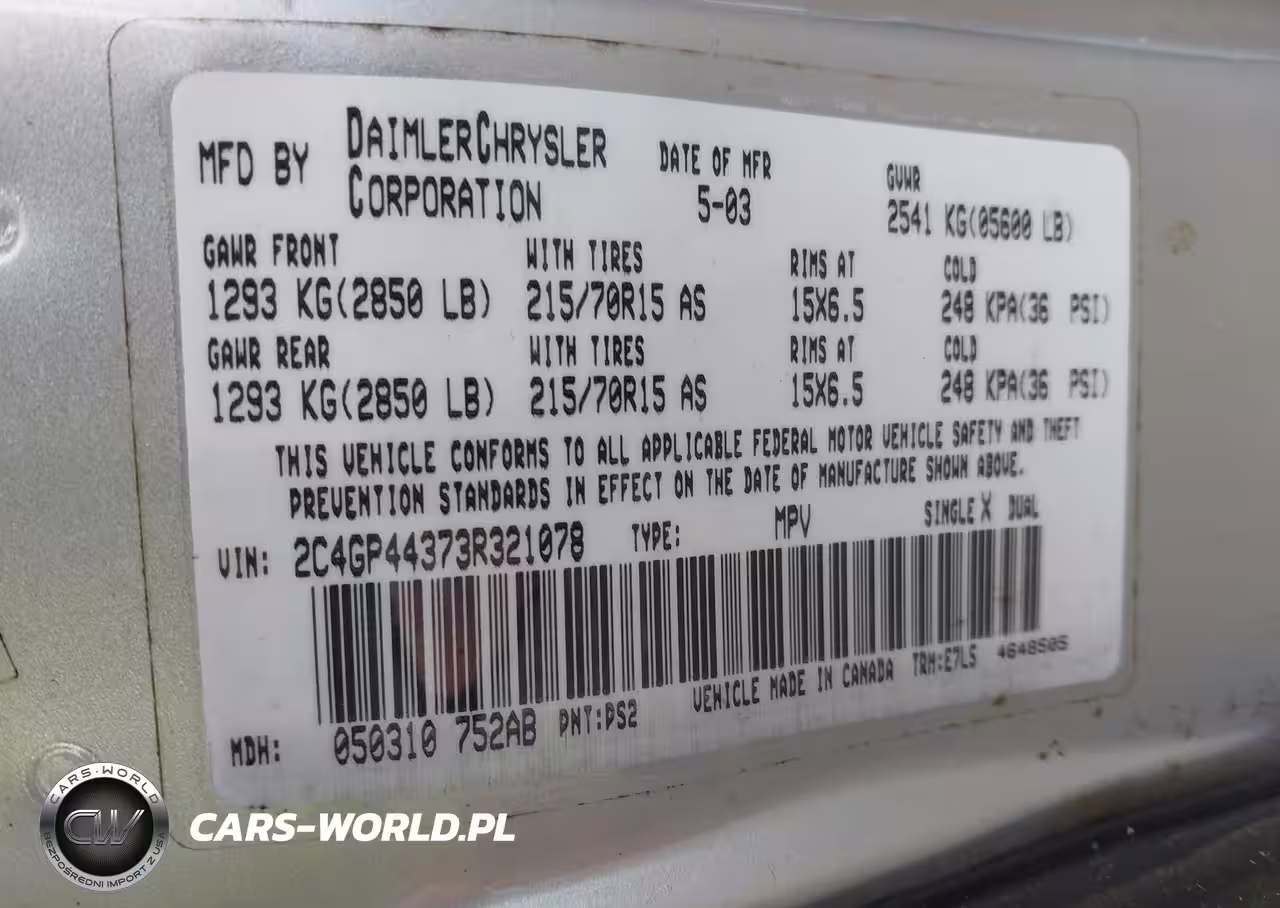 MFD BY DAIMLERCHRYSLER CORPORATION
DATE OF MFR
5-03
GVWR
2541 KG(05600 LB)
GAWR FRONT WITH TIRES RIMS AT COLD
1293 KG(2850 LB) 215/70R15 AS 15X6.5 248 KPA(36 PSI)
GAWR REAR WITH TIRES RIMS AT COLD
1293 KG(2850 LB) 215/70R15 AS 15X6.5 248 KPA(36 PSI)
THIS VEHICLE CONFORMS TO ALL APPLICABLE FEDERAL MOTOR VEHICLE SAFETY AND THEFT
PREVENTION STANDARDS IN EFFECT ON THE DATE OF MANUFACTURE SHOWN ABOVE.
VIN: 2C4GP44373R321078 TYPE: MPV SINGLE X DUAL
MDH: 050310 752AB PNT:PS2 VEHICLE MADE IN CANADA TRM:E7L5 4648505
CARS-WORLD
CW
BEZPOŚREDNI IMPORT Z USA
CARS-WORLD.PL